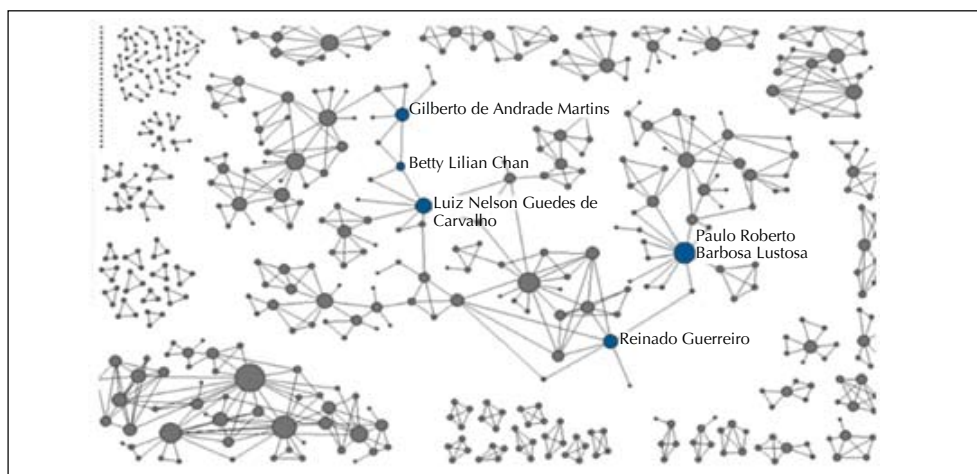 Gilberto de Andrade Martins
Betty Lilian Chan
Luiz Nelson Guedes de
Carvalho
Paulo Roberto
Barbosa Lustosa
Reinado Guerreiro